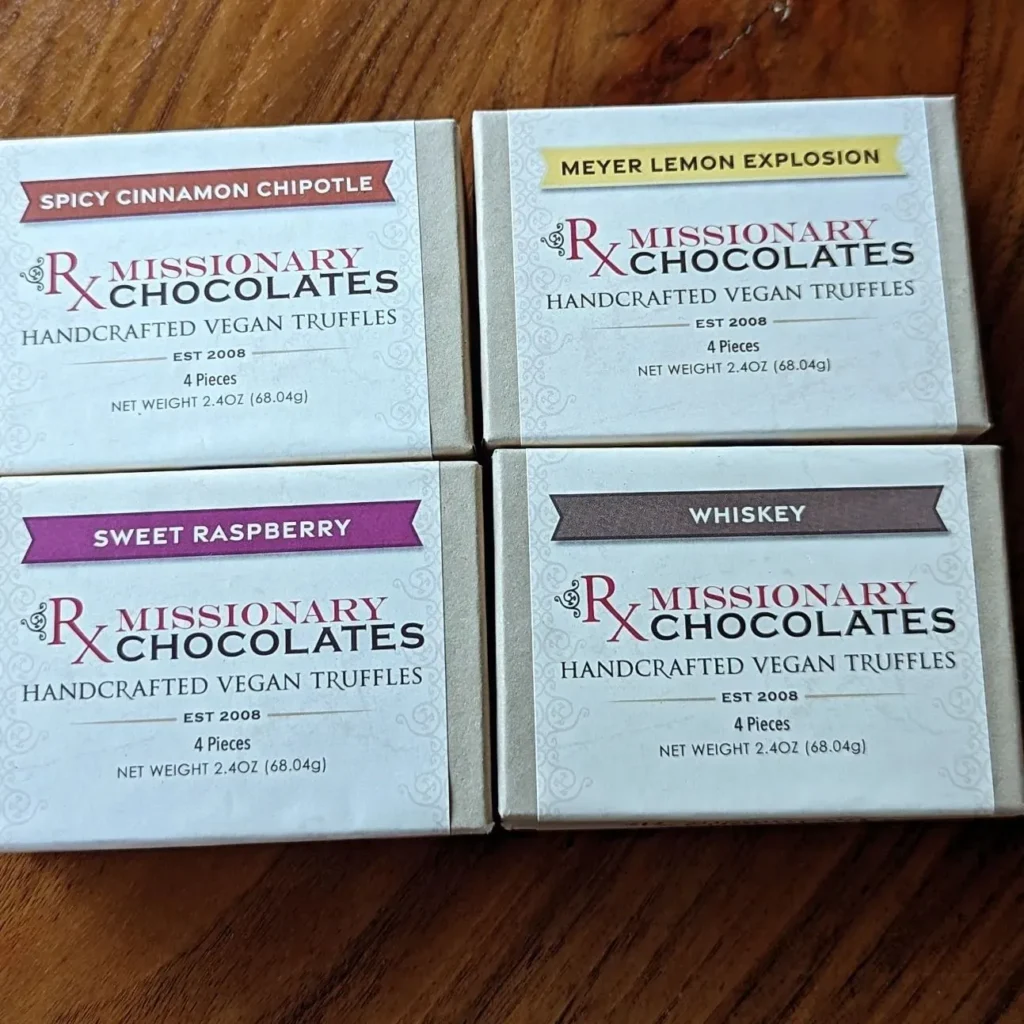 SPICY CINNAMON CHIPOTLE
Rx MISSIONARY
CHOCOLATES
HANDCRAFTED VEGAN TRUFFLES
EST 2008
4 Pieces
NET WEIGHT 2.4OZ (68.04g)
MEYER LEMON EXPLOSION
Rx MISSIONARY
CHOCOLATES
HANDCRAFTED VEGAN TRUFFLES
EST 2008
4 Pieces
NET WEIGHT 2.4OZ (68.04g)
SWEET RASPBERRY
Rx MISSIONARY
CHOCOLATES
HANDCRAFTED VEGAN TRUFFLES
EST 2008
4 Pieces
NET WEIGHT 2.4OZ (68.04g)
WHISKEY
Rx MISSIONARY
CHOCOLATES
HANDCRAFTED VEGAN TRUFFLES
EST 2008
4 Pieces
NET WEIGHT 2.4OZ (68.04g)